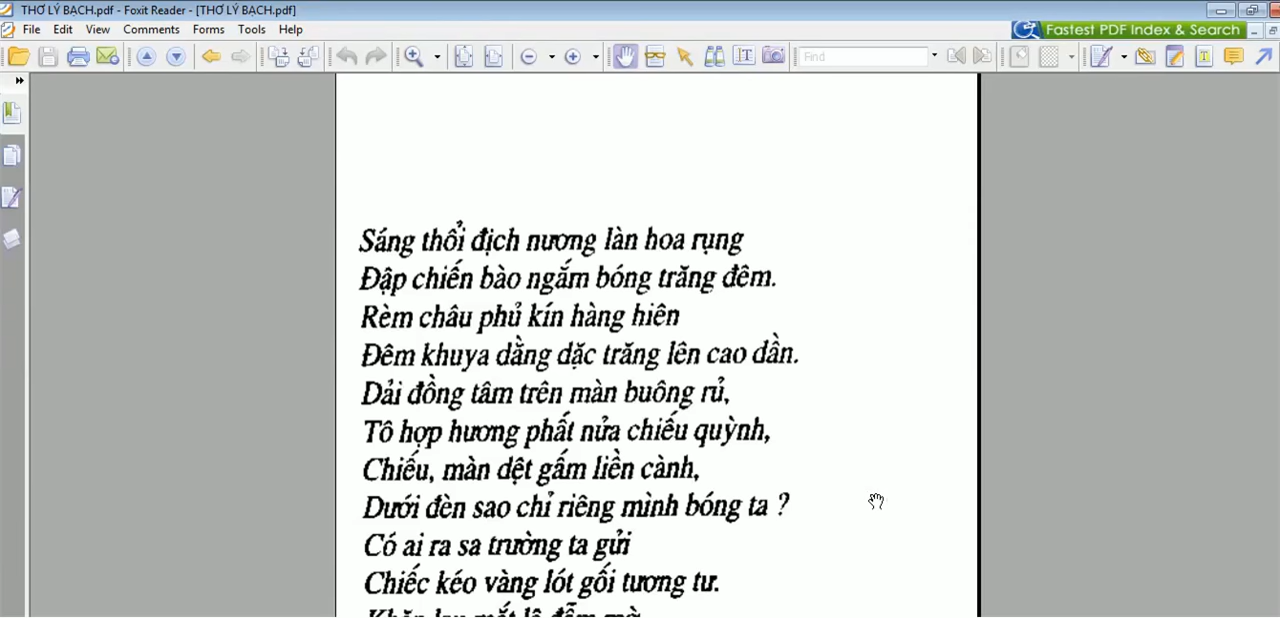 THƠ LÝ BẠCH.pdf - Foxit Reader - [THƠ LÝ BẠCH.pdf]
File Edit View Comments Forms Tools Help
Fastest PDF Index & Search
Find
Sáng thổi địch nương làn hoa rụng
Đập chiến bào ngắm bóng trăng đêm.
Rèm châu phủ kín hàng hiên
Đêm khuya dằng dặc trăng lên cao dần.
Dải đồng tâm trên màn buông rủ,
Tô hợp hương phất nửa chiếu quỳnh,
Chiếu, màn dệt gấm liền cành,
Dưới đèn sao chỉ riêng mình bóng ta ?
Có ai ra sa trường ta gửi
Chiếc kéo vàng lót gối tương tư.